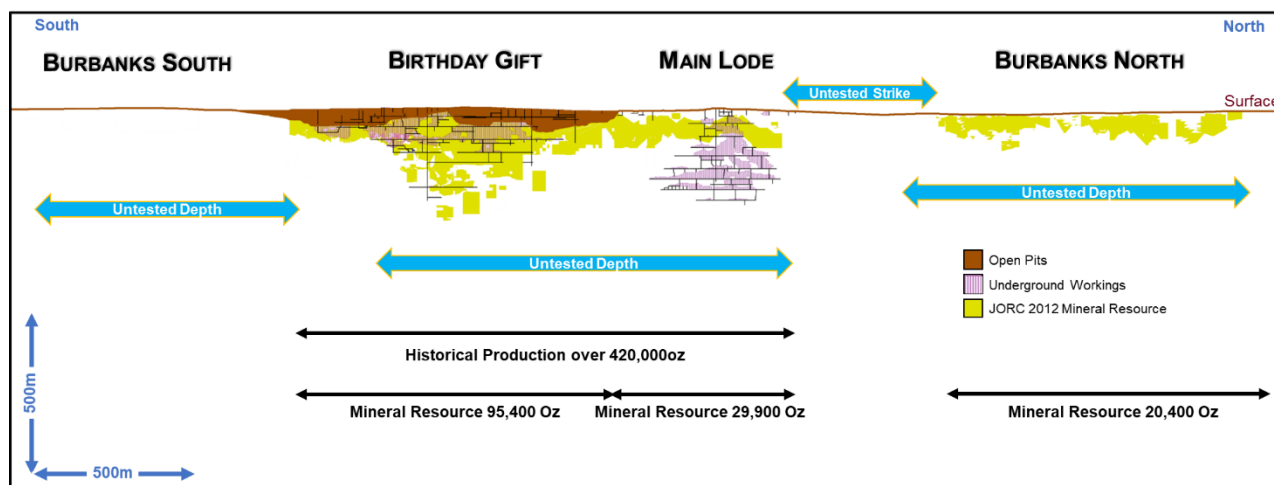 South
North
BURBANKS SOUTH
BIRTHDAY GIFT
MAIN LODE
BURBANKS NORTH
Untested Strike
Surface
Untested Depth
Untested Depth
Untested Depth
Open Pits
Underground Workings
JORC 2012 Mineral Resource
Historical Production over 420,000oz
Mineral Resource 95,400 Oz
Mineral Resource 29,900 Oz
Mineral Resource 20,400 Oz
500m
500m